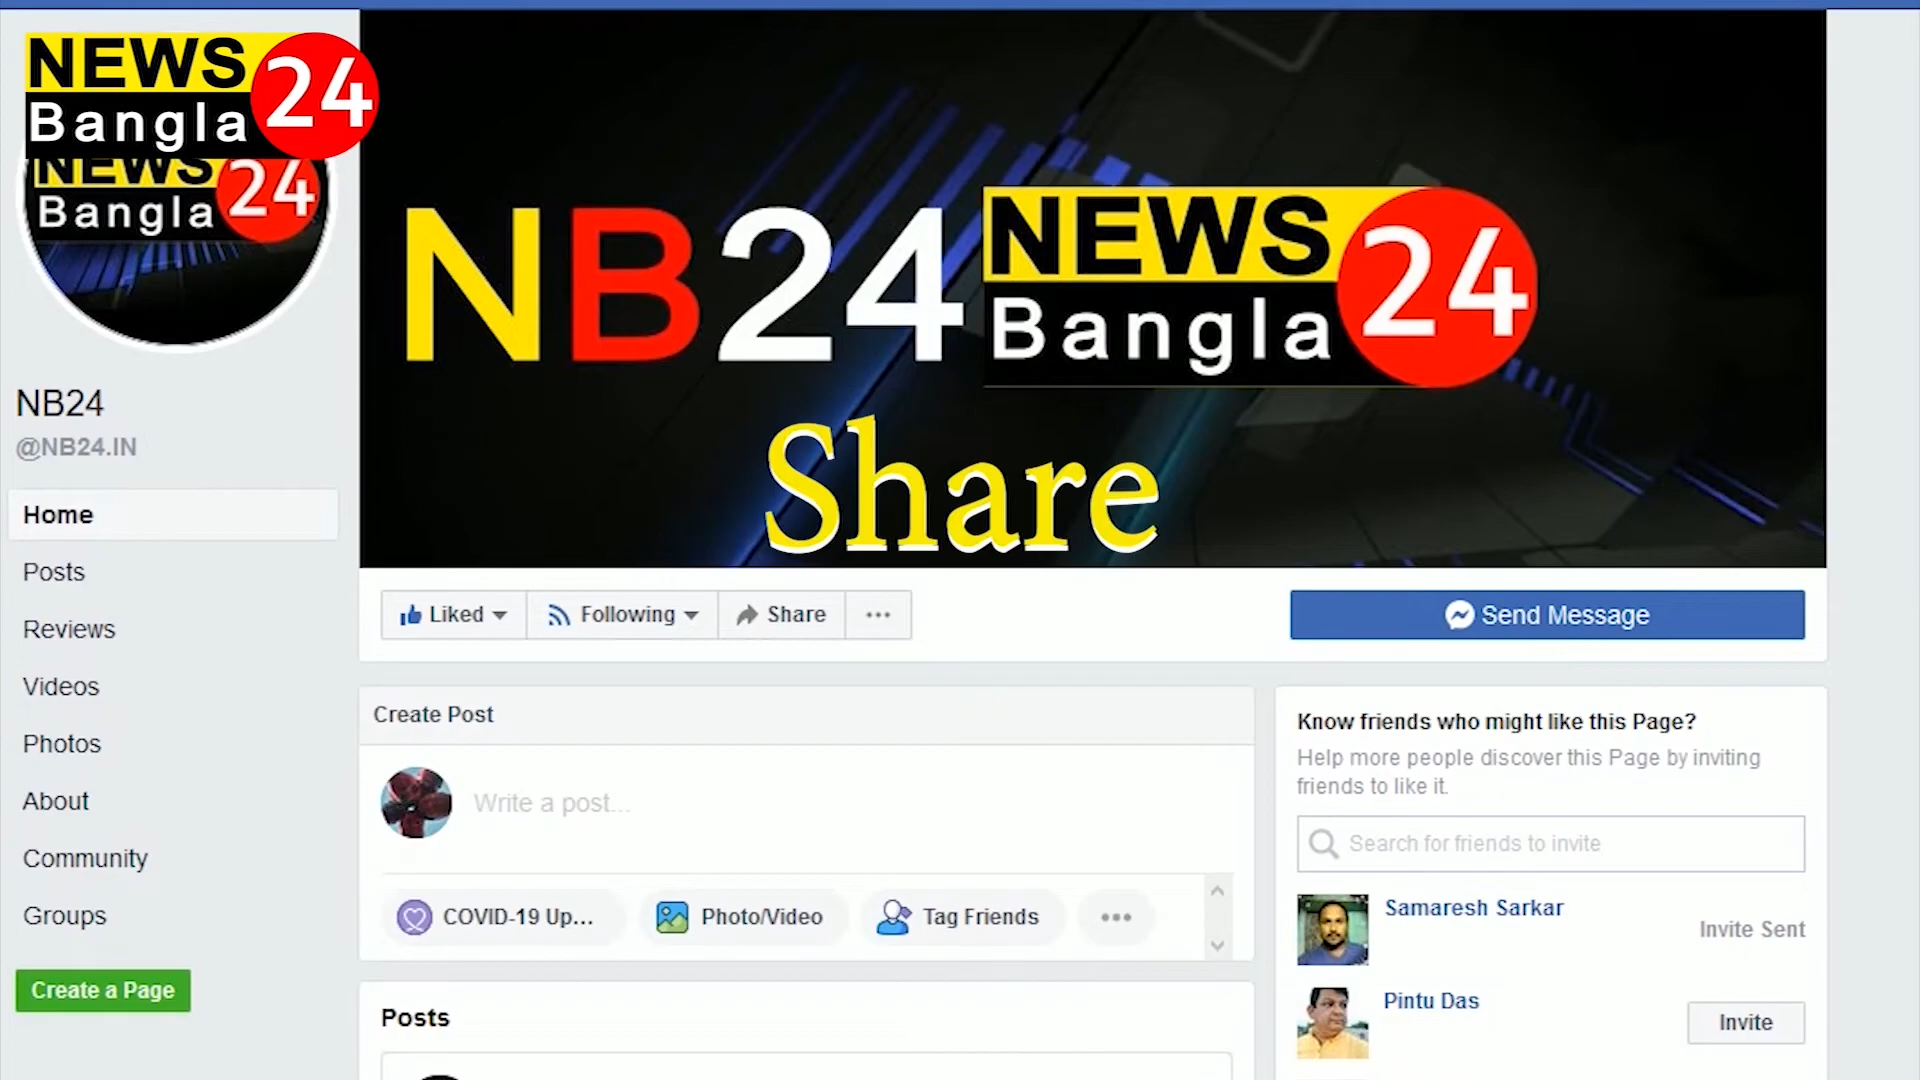 NEWS
Bangla 24
NEWS
Bangla 24
NB24
@NB24.IN
Home
Posts
Reviews
Videos
Photos
About
Community
Groups
Create a Page
NB24 NEWS
Bangla 24
Share
Liked Following Share
Send Message
Create Post
Write a post...
COVID-19 Up... Photo/Video Tag Friends
Posts
Know friends who might like this Page?
Help more people discover this Page by inviting
friends to like it.
Search for friends to invite
Samaresh Sarkar
Invite Sent
Pintu Das
Invite